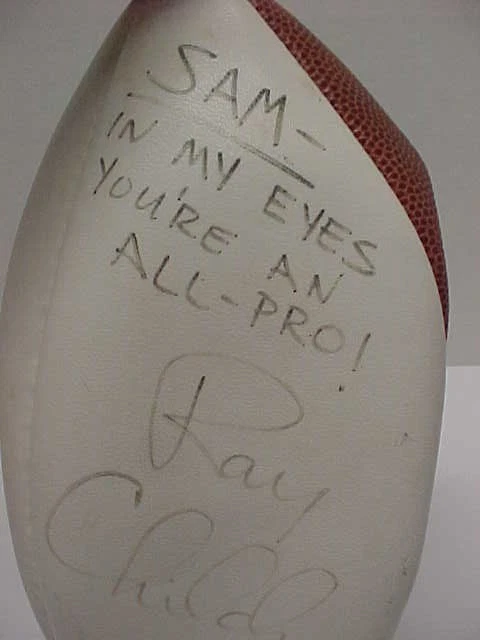 SAM-
IN MY EYES
YOU'RE AN
ALL-PRO!
Ray
Child